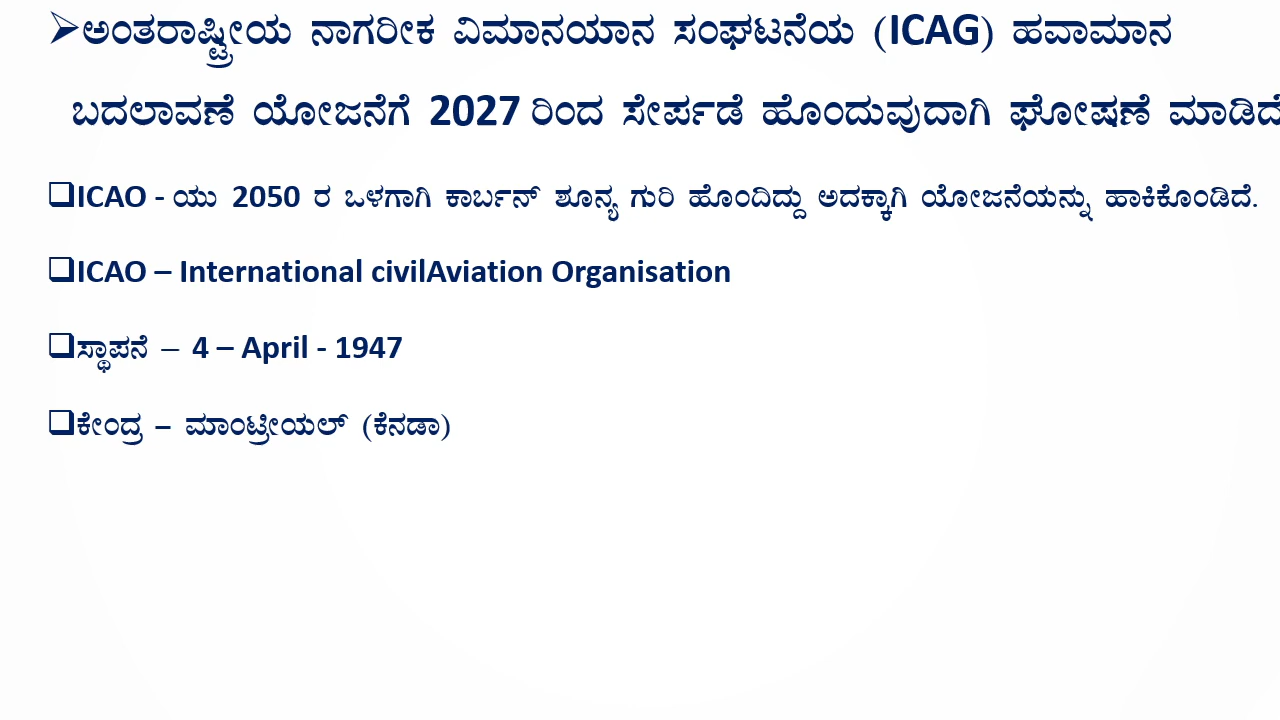 ➢ಅಂತರಾಷ್ಟ್ರೀಯ ನಾಗರೀಕ ವಿಮಾನಯಾನ ಸಂಘಟನೆಯ (ICAG) ಹವಾಮಾನ
ಬದಲಾವಣೆ ಯೋಜನೆಗೆ 2027 ರಿಂದ ಸೇರ್ಪಡೆ ಹೊಂದುವುದಾಗಿ ಘೋಷಣೆ ಮಾಡಿದೆ
❑ICAO - ಯು 2050 ರ ಒಳಗಾಗಿ ಕಾರ್ಬನ್ ಶೂನ್ಯ ಗುರಿ ಹೊಂದಿದ್ದು ಅದಕ್ಕಾಗಿ ಯೋಜನೆಯನ್ನು ಹಾಕಿಕೊಂಡಿದೆ.
❑ICAO – International civilAviation Organisation
❑ಸ್ಥಾಪನೆ – 4 – April - 1947
❑ಕೇಂದ್ರ – ಮಾಂಟ್ರೀಯಲ್ (ಕೆನಡಾ)